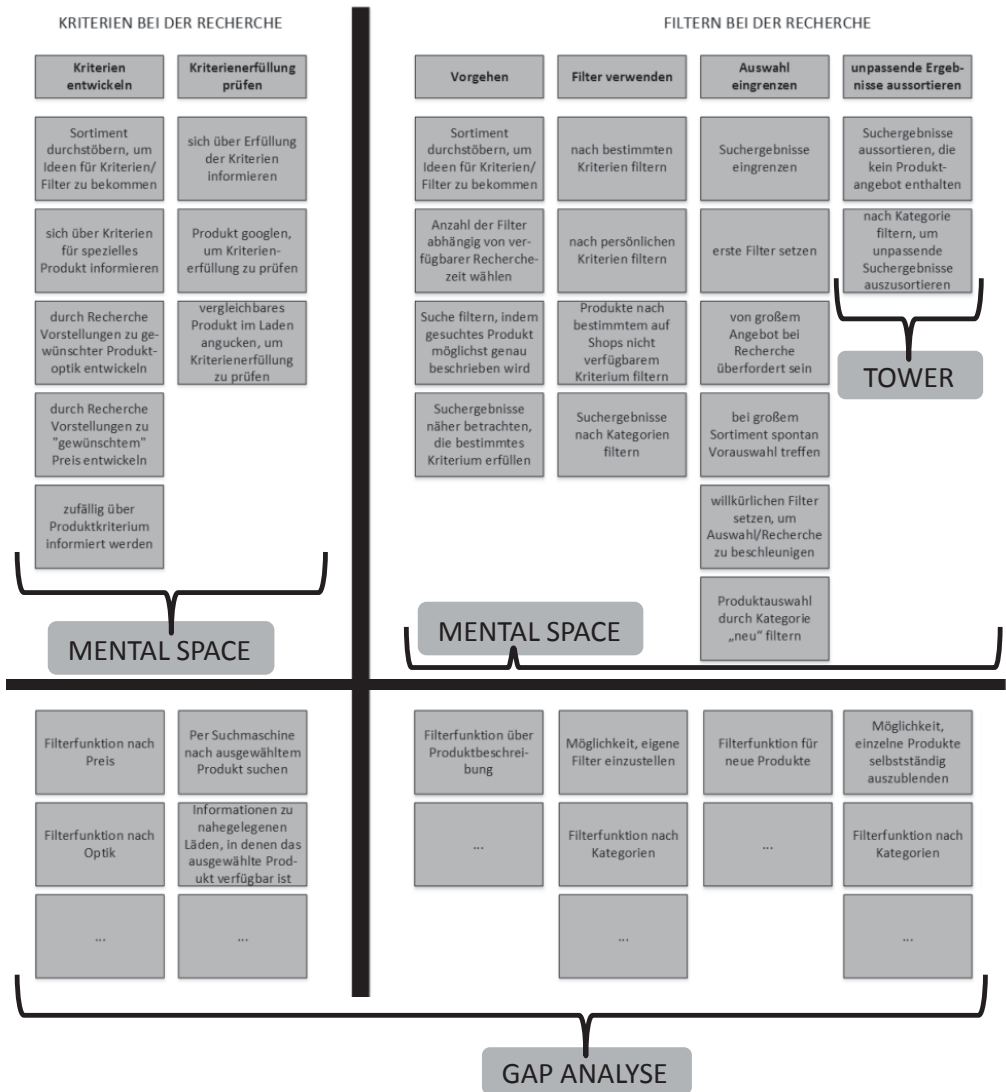 KRITERIEN BEI DER RECHERCHE
Kriterien
entwickeln
Sortiment
durchstöbern, um
Ideen für Kriterien/
Filter zu bekommen
sich über Kriterien
für spezielles
Produkt informieren
durch Recherche
Vorstellungen zu ge-
wünschter Produkt-
optik entwickeln
durch Recherche
Vorstellungen zu
"gewünschtem"
Preis entwickeln
zufällig über
Produktkriterium
informiert werden
Kriterienerfüllung
prüfen
sich über Erfüllung
der Kriterien
informieren
Produkt googlen,
um Kriterien-
erfüllung zu prüfen
vergleichbares
Produkt im Laden
angucken, um
Kriterienerfüllung
zu prüfen
MENTAL SPACE
FILTERN BEI DER RECHERCHE
Vorgehen
Sortiment
durchstöbern, um
Ideen für Kriterien/
Filter zu bekommen
Anzahl der Filter
abhängig von ver-
fügbarer Recherche-
zeit wählen
Suche filtern, indem
gesuchtes Produkt
möglichst genau
beschrieben wird
Suchergebnisse
näher betrachten,
die bestimmtes
Kriterium erfüllen
Filter verwenden
nach bestimmten
Kriterien filtern
nach persönlichen
Kriterien filtern
Produkte nach
bestimmtem auf
Shops nicht
verfügbarem
Kriterium filtern
Suchergebnisse
nach Kategorien
filtern
Auswahl
eingrenzen
Suchergebnisse
eingrenzen
erste Filter setzen
von großem
Angebot bei
Recherche
überfordert sein
bei großem
Sortiment spontan
Vorauswahl treffen
willkürlichen Filter
setzen, um
Auswahl/Recherche
zu beschleunigen
Produktauswahl
durch Kategorie
„neu" filtern
unpassende Ergeb-
nisse aussortieren
Suchergebnisse
aussortieren, die
kein Produkt-
angebot enthalten
nach Kategorie
filtern, um
unpassende
Suchergebnisse
auszusortieren
TOWER
MENTAL SPACE
Filterfunktion nach
Preis
Filterfunktion nach
Optik
...
Per Suchmaschine
nach ausgewähltem
Produkt suchen
Informationen zu
nahegelegenen
Läden, in denen das
ausgewählte Prod-
ukt verfügbar ist
...
Filterfunktion über
Produktbeschrei-
bung
...
Möglichkeit, eigene
Filter einzustellen
Filterfunktion nach
Kategorien
...
Filterfunktion für
neue Produkte
...
Möglichkeit,
einzelne Produkte
selbstständig
auszublenden
Filterfunktion nach
Kategorien
...
GAP ANALYSE